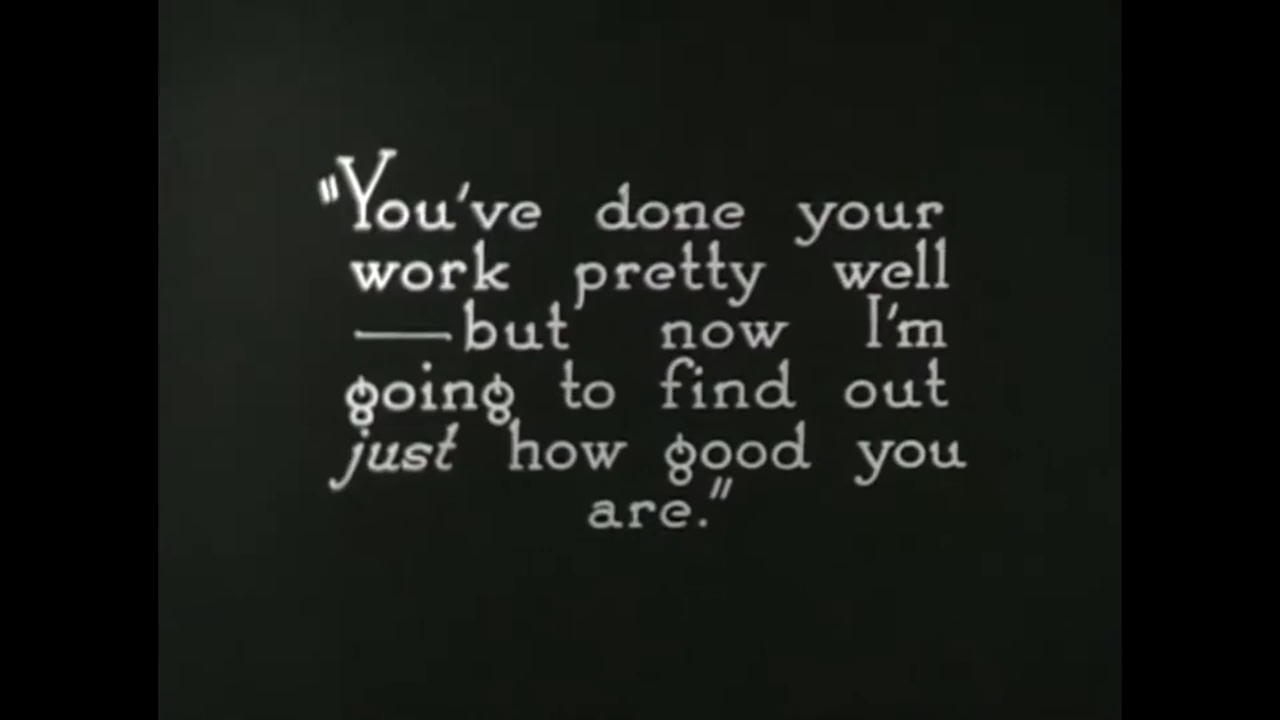 "You've done your
work pretty well
—but now I'm
going to find out
just how good you
are."